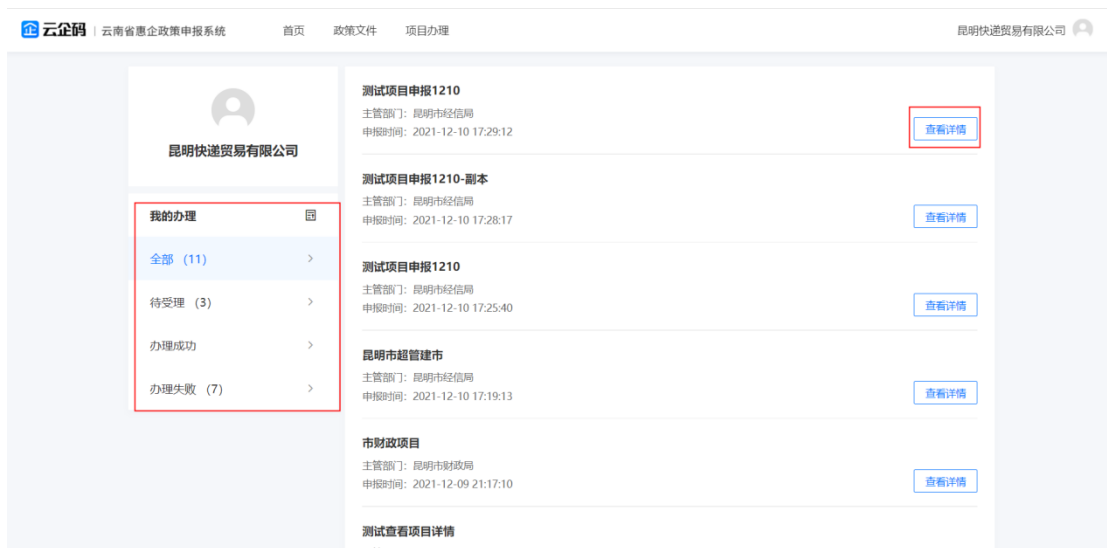 企 云企码 | 云南省惠企政策申报系统 首页 政策文件 项目办理 昆明快递贸易有限公司
昆明快递贸易有限公司
我的办理
全部 (11)
待受理 (3)
办理成功
办理失败 (7)
测试项目申报1210
主管部门：昆明市经信局
申报时间：2021-12-10 17:29:12
查看详情
测试项目申报1210-副本
主管部门：昆明市经信局
申报时间：2021-12-10 17:28:17
查看详情
测试项目申报1210
主管部门：昆明市经信局
申报时间：2021-12-10 17:25:40
查看详情
昆明市超管建市
主管部门：昆明市经信局
申报时间：2021-12-10 17:19:13
查看详情
市财政项目
主管部门：昆明市财政局
申报时间：2021-12-09 21:17:10
查看详情
测试查看项目详情